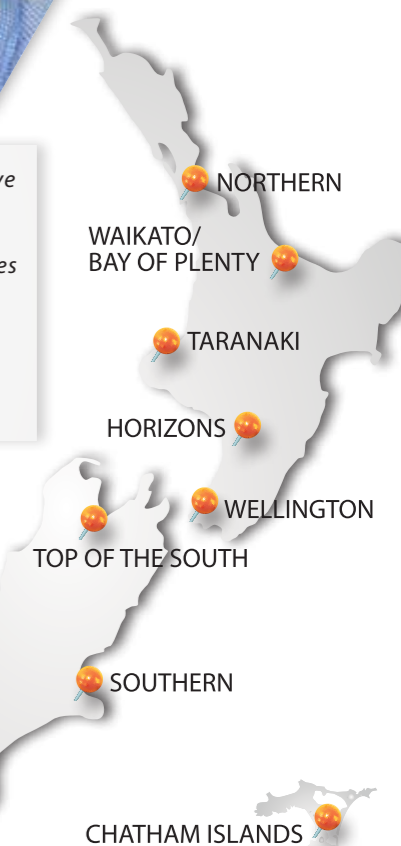 NORTHERN
WAIKATO/
BAY OF PLENTY
TARANAKI
HORIZONS
WELLINGTON
TOP OF THE SOUTH
SOUTHERN
CHATHAM ISLANDS